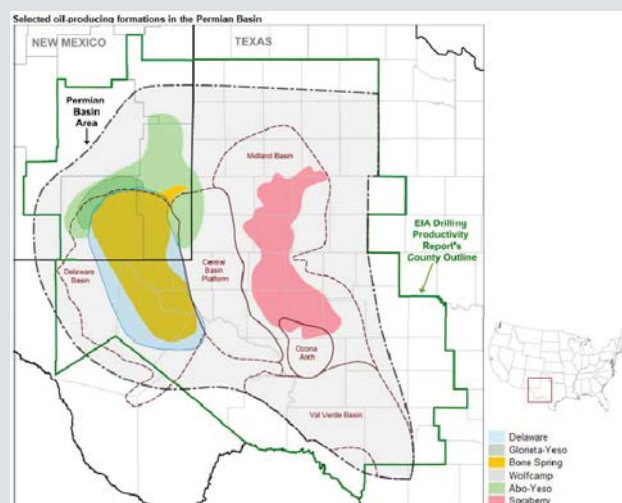 Selected oil-producing formations in the Permian Basin
NEW MEXICO
TEXAS
Permian
Basin
Area
Midland Basin
EIA Drilling
Productivity
Report's
County Outline
Delaware
Basin
Central
Basin
Platform
Ozona
Arch
Val Verde Basin
Delaware
Glorieta-Yeso
Bone Spring
Wolfcamp
Abo-Yeso
Spraberry